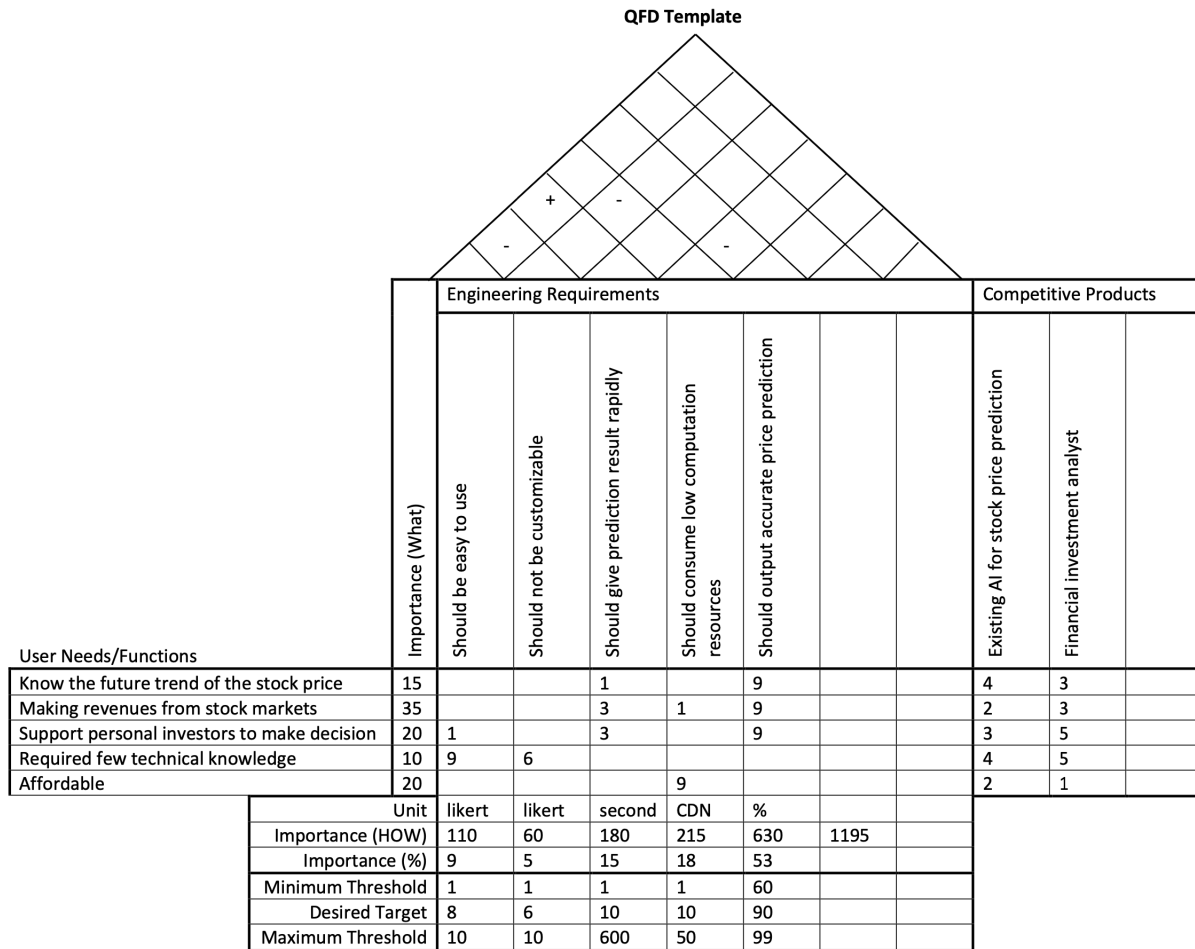 QFD Template
+ -
- -
Engineering Requirements Competitive Products
Importance (What)
Should be easy to use
Should not be customizable
Should give prediction result rapidly
Should consume low computation
resources
Should output accurate price prediction
Existing AI for stock price prediction
Financial investment analyst
User Needs/Functions
Know the future trend of the stock price 15 1 9 4 3
Making revenues from stock markets 35 3 1 9 2 3
Support personal investors to make decision 20 1 3 9 3 5
Required few technical knowledge 10 9 6 4 5
Affordable 20 9 2 1
Unit likert likert second CDN %
Importance (HOW) 110 60 180 215 630 1195
Importance (%) 9 5 15 18 53
Minimum Threshold 1 1 1 1 60
Desired Target 8 6 10 10 90
Maximum Threshold 10 10 600 50 99